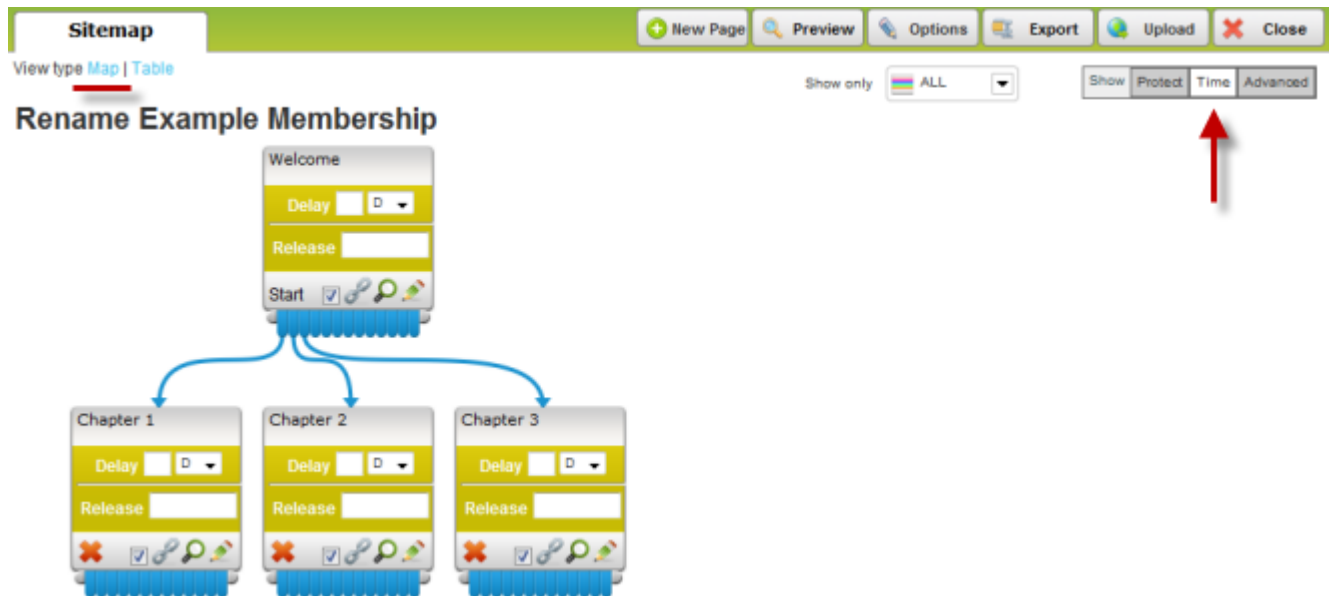 Sitemap
New Page Preview Options Export Upload Close
View type Map | Table
Show only ALL
Show Protect Time Advanced
Rename Example Membership
Welcome
Delay D
Release
Start
Chapter 1 Chapter 2 Chapter 3
Delay D Delay D Delay D
Release Release Release